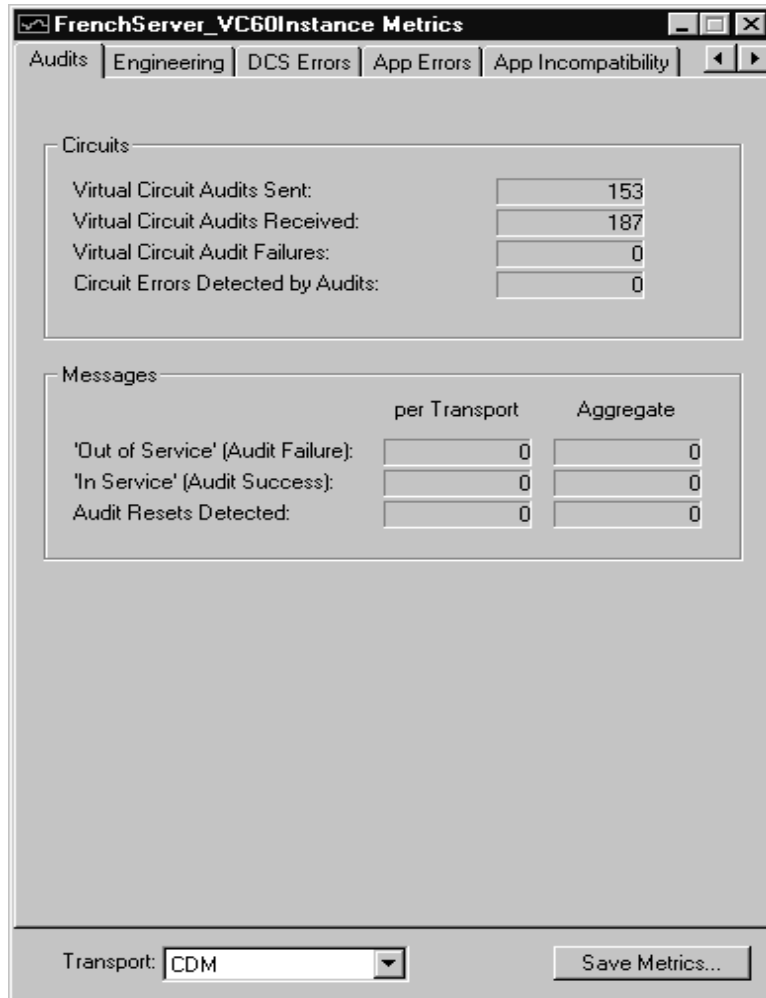 FrenchServer_VC60Instance Metrics
Audits Engineering DCS Errors App Errors App Incompatibility
Circuits
Virtual Circuit Audits Sent: 153
Virtual Circuit Audits Received: 187
Virtual Circuit Audit Failures: 0
Circuit Errors Detected by Audits: 0
Messages
per Transport Aggregate
'Out of Service' (Audit Failure): 0 0
'In Service' (Audit Success): 0 0
Audit Resets Detected: 0 0
Transport: CDM Save Metrics...